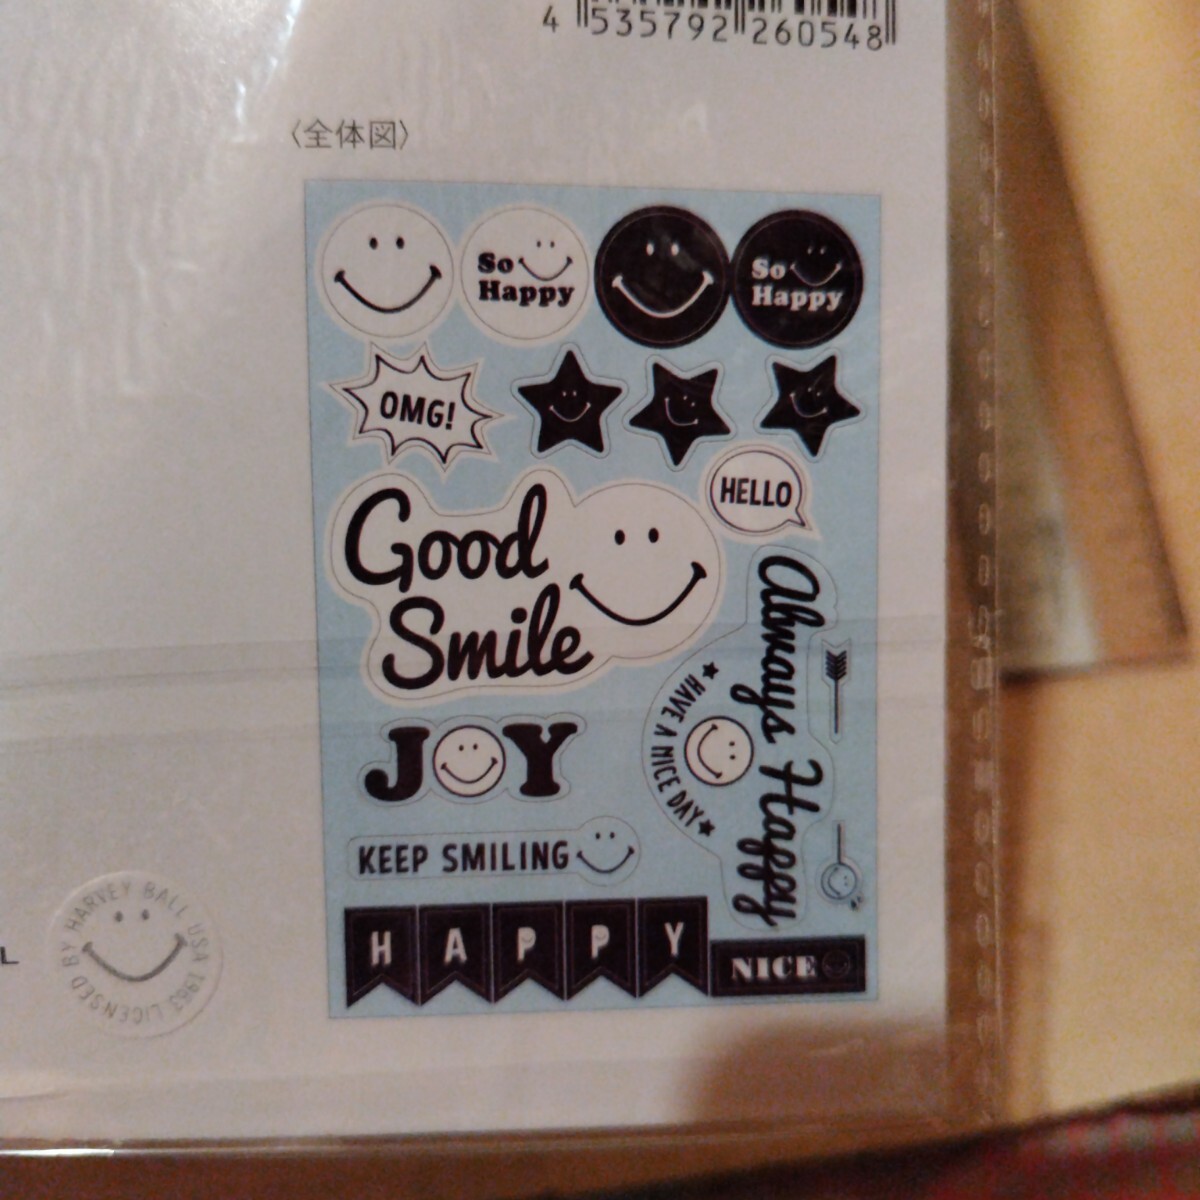 4 535792 260548
〈全体図〉
So
Happy
So
Happy
OMG!
HELLO
Good
Smile
Always Happy
★ HAVE A NICE DAY ★
JOY
KEEP SMILING
HAPPY
NICE
L
LICENSED BY HARVEY BALL USA 1963